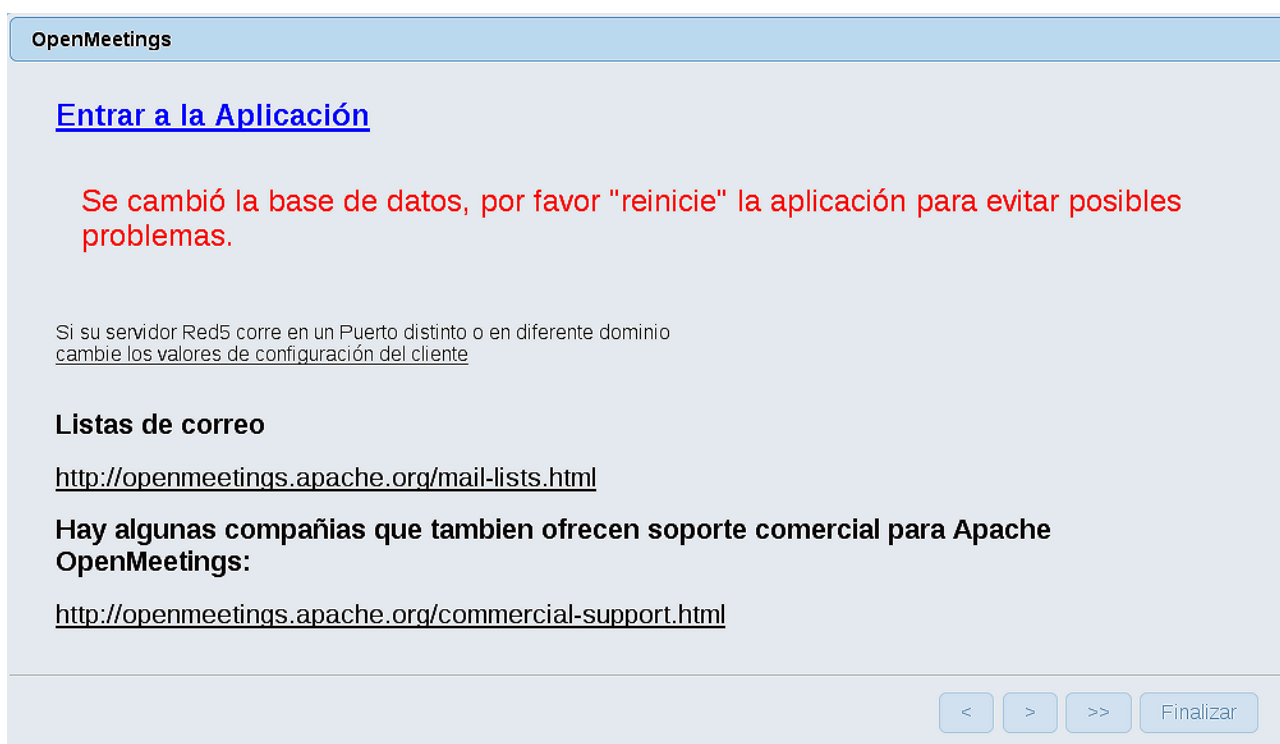 OpenMeetings
Entrar a la Aplicación
Se cambió la base de datos, por favor "reinicie" la aplicación para evitar posibles
problemas.
Si su servidor Red5 corre en un Puerto distinto o en diferente dominio
cambie los valores de configuración del cliente
Listas de correo
http://openmeetings.apache.org/mail-lists.html
Hay algunas compañias que tambien ofrecen soporte comercial para Apache
OpenMeetings:
http://openmeetings.apache.org/commercial-support.html
< > >> Finalizar